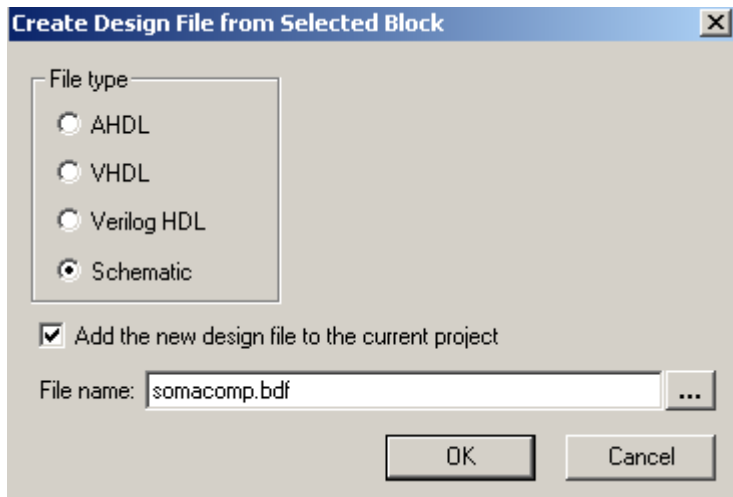 Create Design File from Selected Block
File type
AHDL
VHDL
Verilog HDL
Schematic
Add the new design file to the current project
File name: somacomp.bdf ...
OK Cancel